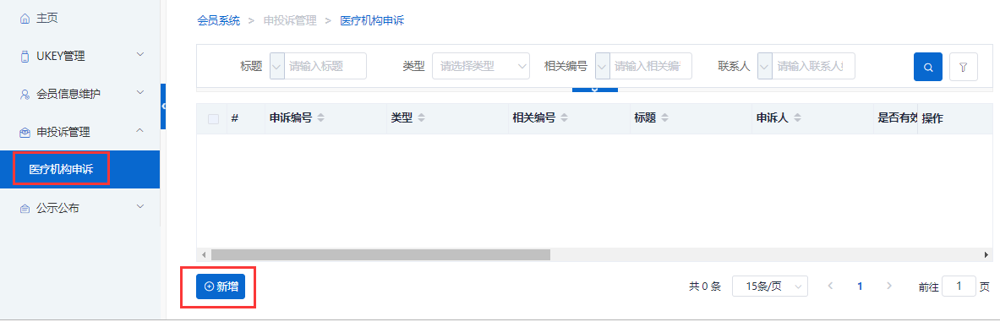 主页
UKEY管理
会员信息维护
申投诉管理
医疗机构申诉
公示公布
会员系统 > 申投诉管理 > 医疗机构申诉
标题 请输入标题 类型 请选择类型 相关编号 请输入相关编 联系人 请输入联系人
# 申诉编号 类型 相关编号 标题 申诉人 是否有效 操作
新增
共 0 条 15条/页 1 前往 1 页